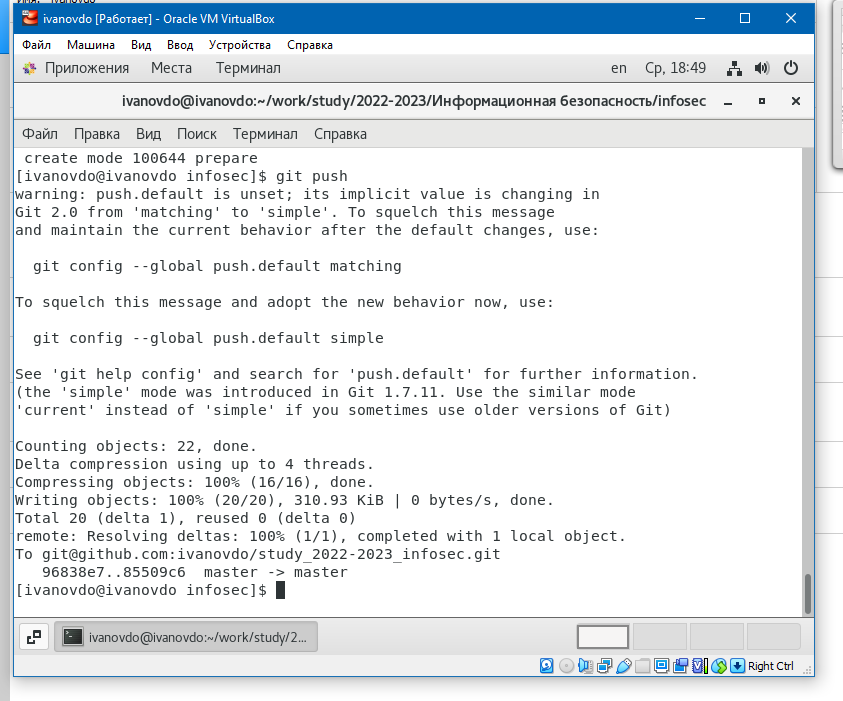 ivanovdo [Работает] - Oracle VM VirtualBox
Файл Машина Вид Ввод Устройства Справка
Приложения Места Терминал en Ср, 18:49
ivanovdo@ivanovdo:~/work/study/2022-2023/Информационная безопасность/infosec
Файл Правка Вид Поиск Терминал Справка
 create mode 100644 prepare
[ivanovdo@ivanovdo infosec]$ git push
warning: push.default is unset; its implicit value is changing in
Git 2.0 from 'matching' to 'simple'. To squelch this message
and maintain the current behavior after the default changes, use:
  git config --global push.default matching
To squelch this message and adopt the new behavior now, use:
  git config --global push.default simple
See 'git help config' and search for 'push.default' for further information.
(the 'simple' mode was introduced in Git 1.7.11. Use the similar mode
'current' instead of 'simple' if you sometimes use older versions of Git)
Counting objects: 22, done.
Delta compression using up to 4 threads.
Compressing objects: 100% (16/16), done.
Writing objects: 100% (20/20), 310.93 KiB | 0 bytes/s, done.
Total 20 (delta 1), reused 0 (delta 0)
remote: Resolving deltas: 100% (1/1), completed with 1 local object.
To git@github.com:ivanovdo/study_2022-2023_infosec.git
   96838e7..85509c6  master -> master
[ivanovdo@ivanovdo infosec]$
ivanovdo@ivanovdo:~/work/study/2...
Right Ctrl